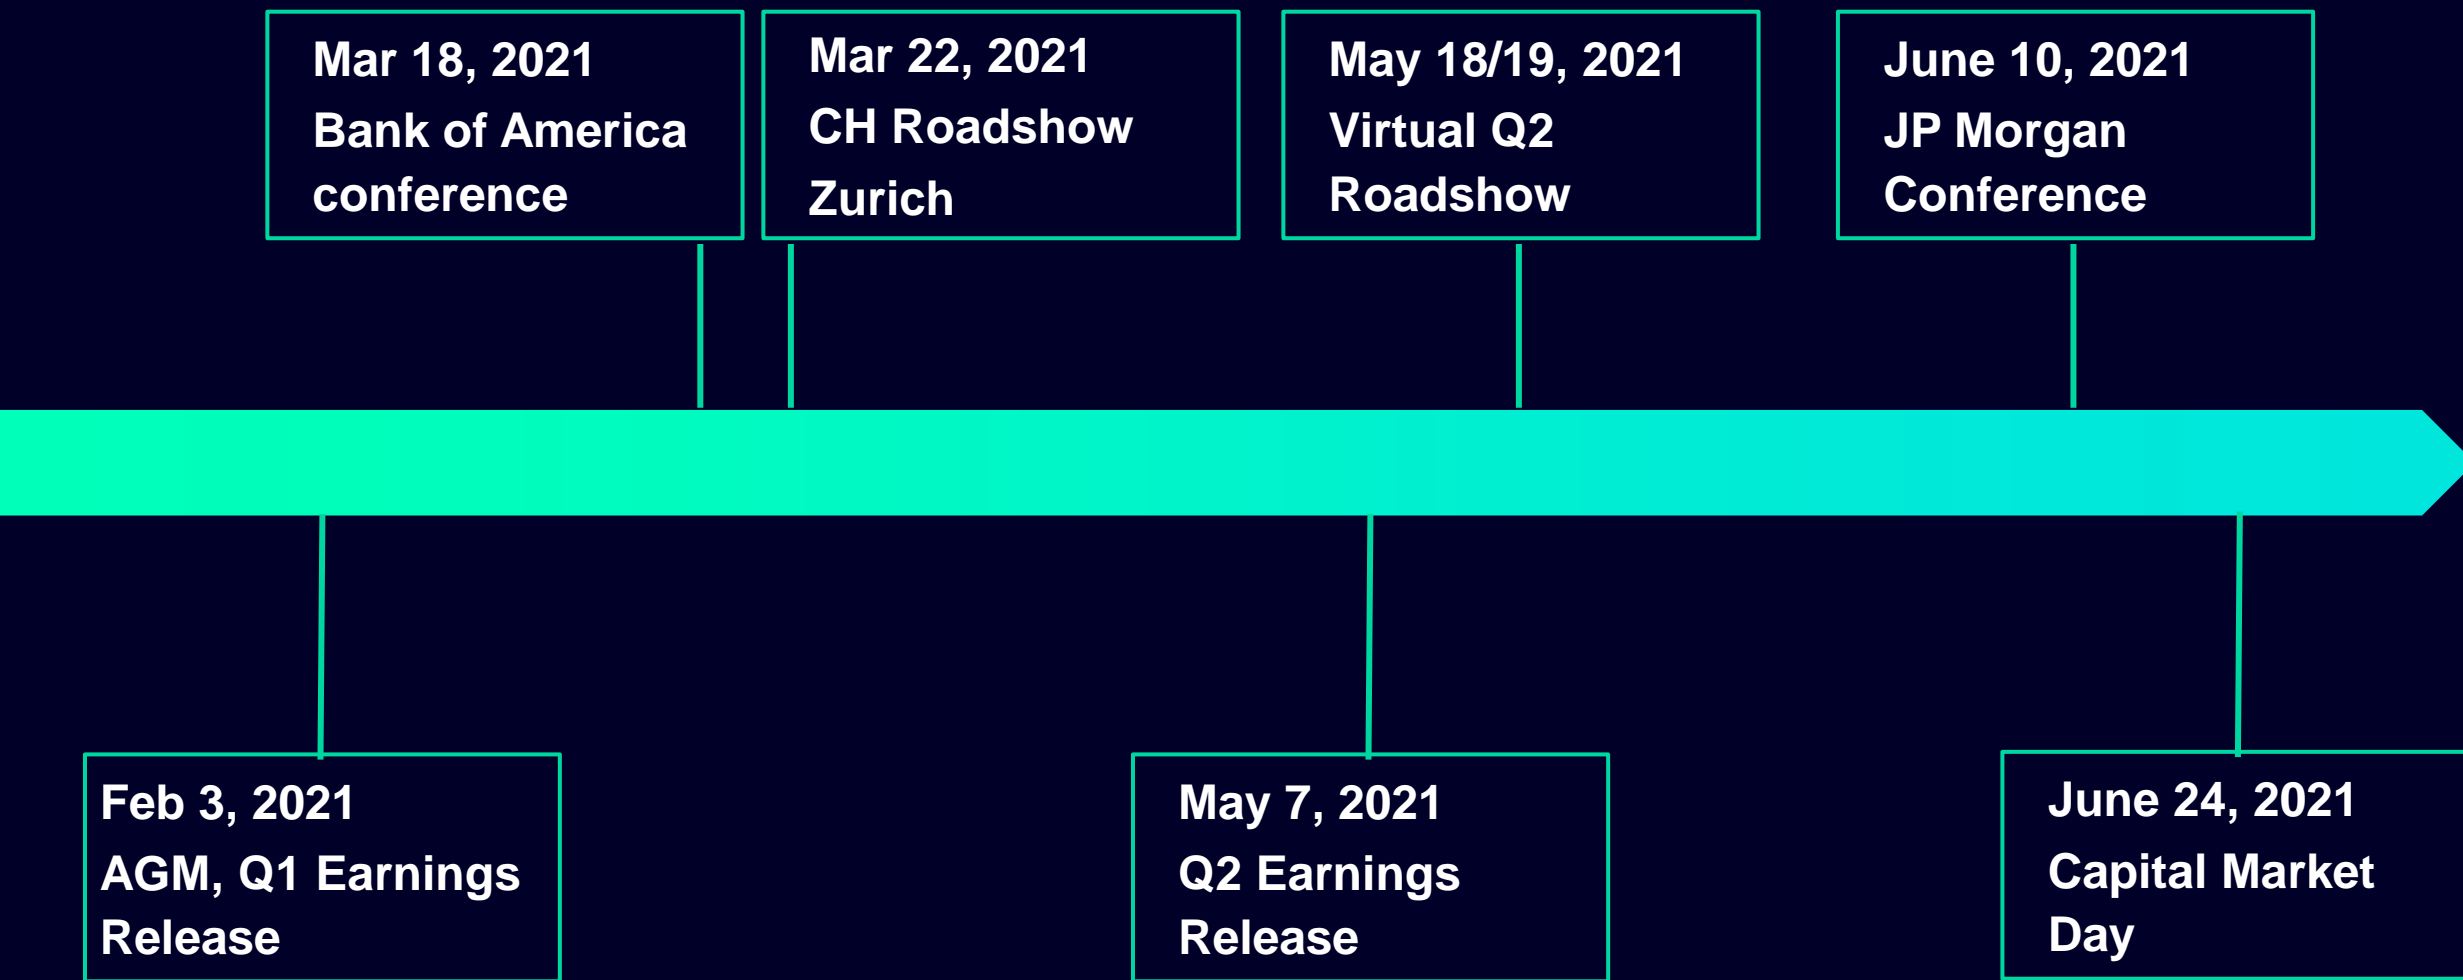 Mar 18, 2021
Bank of America
conference
Mar 22, 2021
CH Roadshow
Zurich
May 18/19, 2021
Virtual Q2
Roadshow
June 10, 2021
JP Morgan
Conference
Feb 3, 2021
AGM, Q1 Earnings
Release
May 7, 2021
Q2 Earnings
Release
June 24, 2021
Capital Market
Day